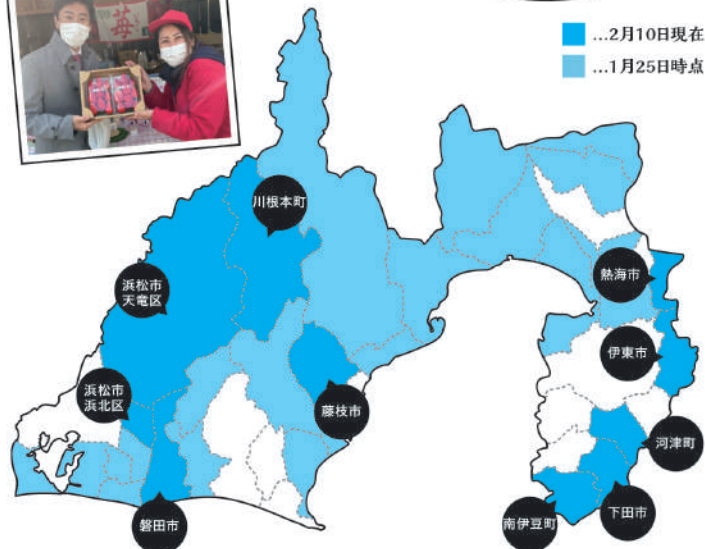 苺
…2月10日現在
…1月25日時点
川根本町
浜松市
天竜区
熱海市
伊東市
浜松市
浜北区
藤枝市
河津町
磐田市
南伊豆町
下田市